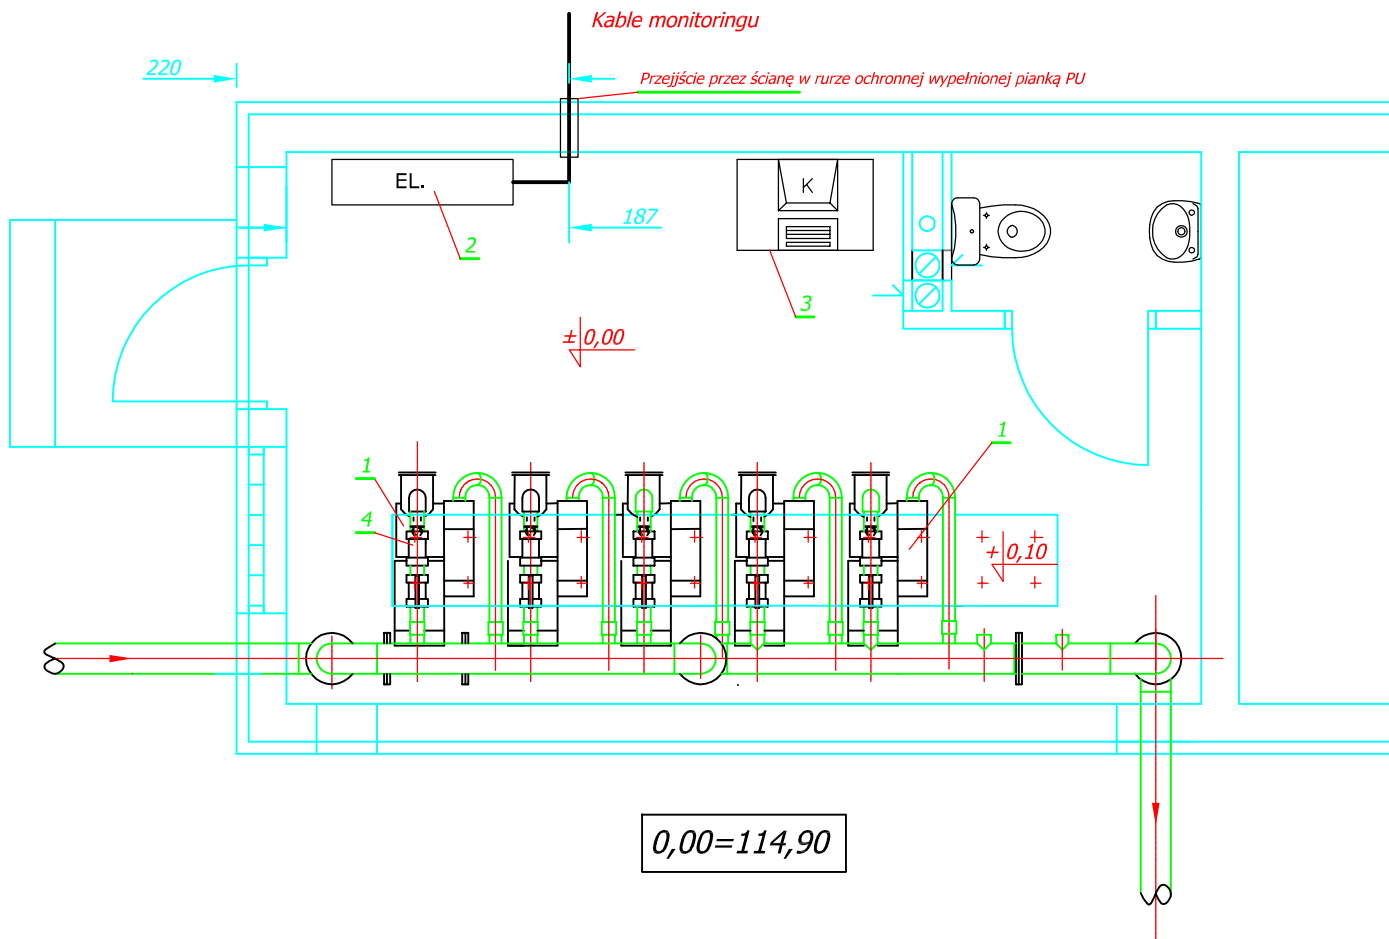 Kable monitoringu
220
Przejjście przez ścianę w rurze ochronnej wypełnionej pianką PU
EL.
K
187
2
3
± 0,00
1
1
4
+ 0,10
0,00=114,90